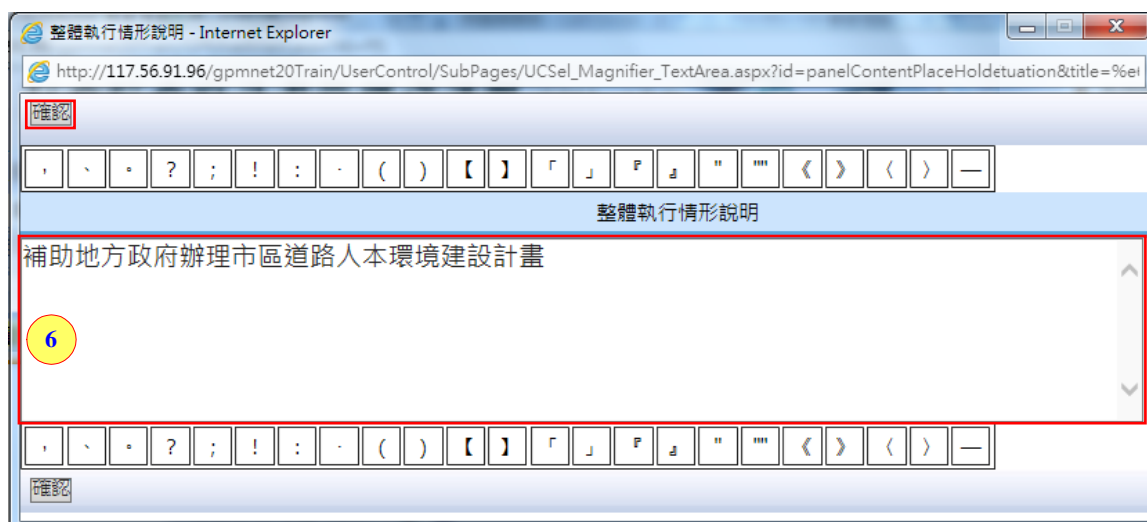 整體執行情形說明 - Internet Explorer
http://117.56.91.96/gpmnet20Train/UserControl/SubPages/UCSel_Magnifier_TextArea.aspx?id=panelContentPlaceHoldetuation&title=%e
確認
， 、 。 ? ; ! : · ( ) 【 】 「 」 『 』 " "" 《 》 〈 〉 —
整體執行情形說明
補助地方政府辦理市區道路人本環境建設計畫
6
， 、 。 ? ; ! : · ( ) 【 】 「 」 『 』 " "" 《 》 〈 〉 —
確認